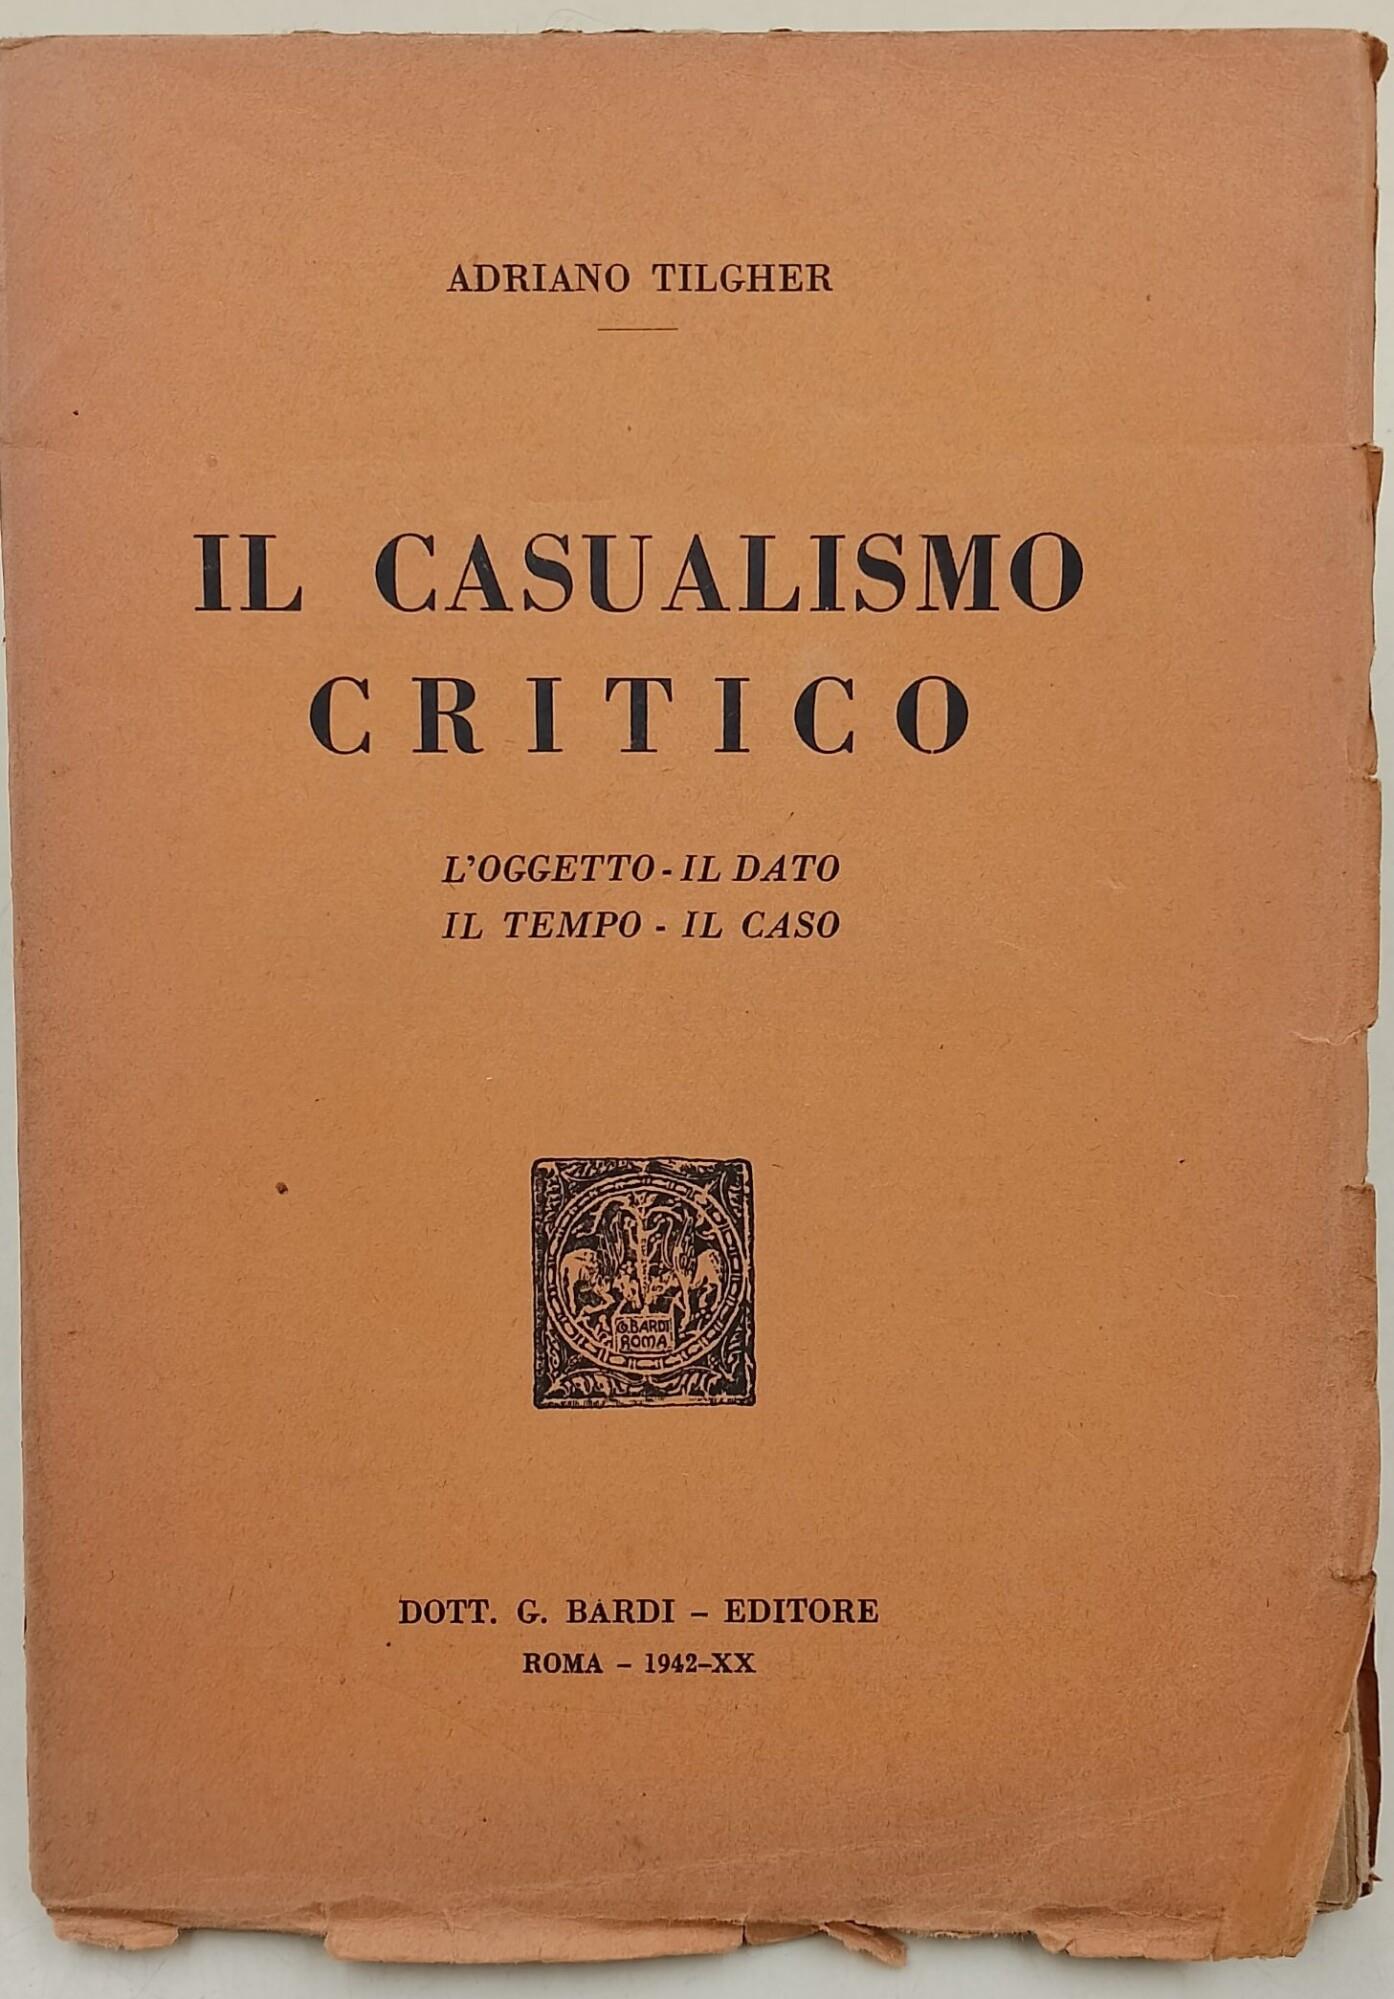 ADRIANO TILGHER
IL CASUALISMO
CRITICO
L'OGGETTO - IL DATO
IL TEMPO - IL CASO
G. BARDI
ROMA
DOTT. G. BARDI – EDITORE
ROMA – 1942–XX